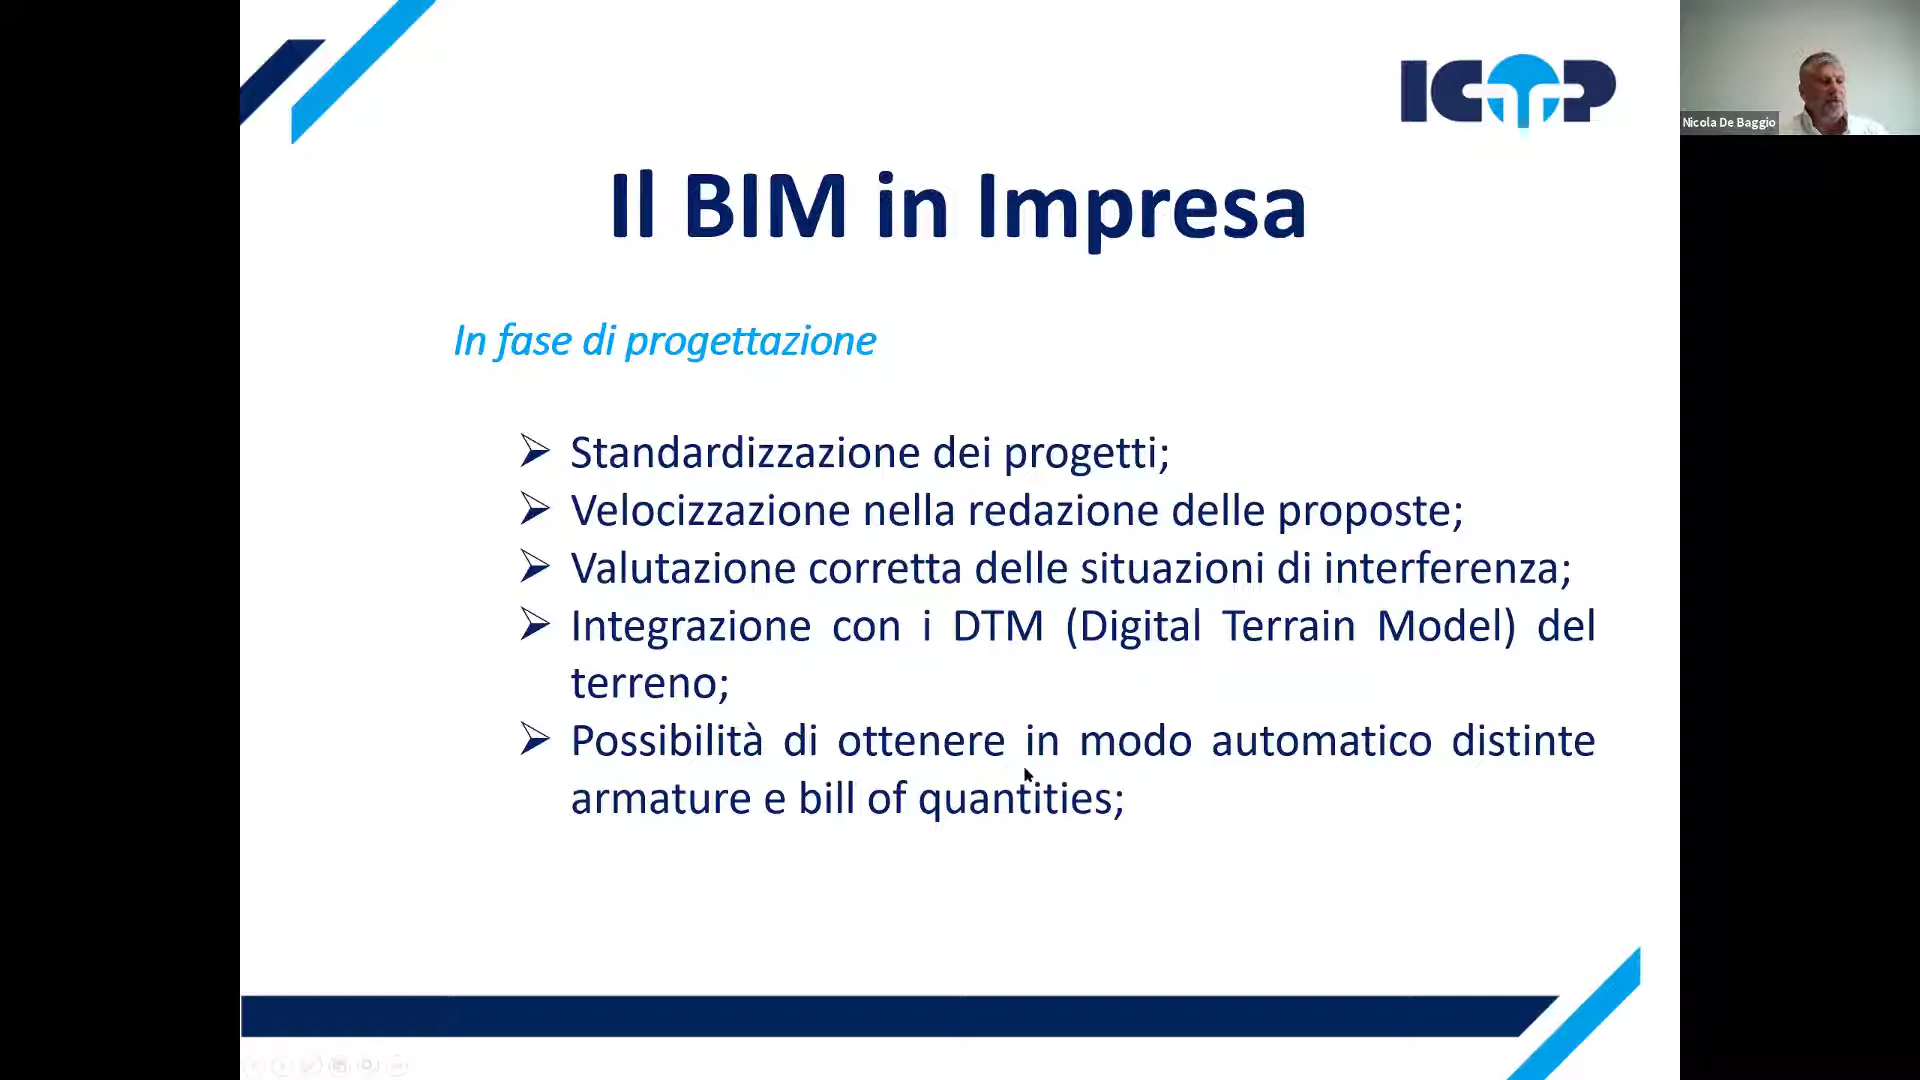 ICOP
Nicola De Baggio
Il BIM in Impresa
In fase di progettazione
Standardizzazione dei progetti;
Velocizzazione nella redazione delle proposte;
Valutazione corretta delle situazioni di interferenza;
Integrazione con i DTM (Digital Terrain Model) del
terreno;
Possibilità di ottenere in modo automatico distinte
armature e bill of quantities;